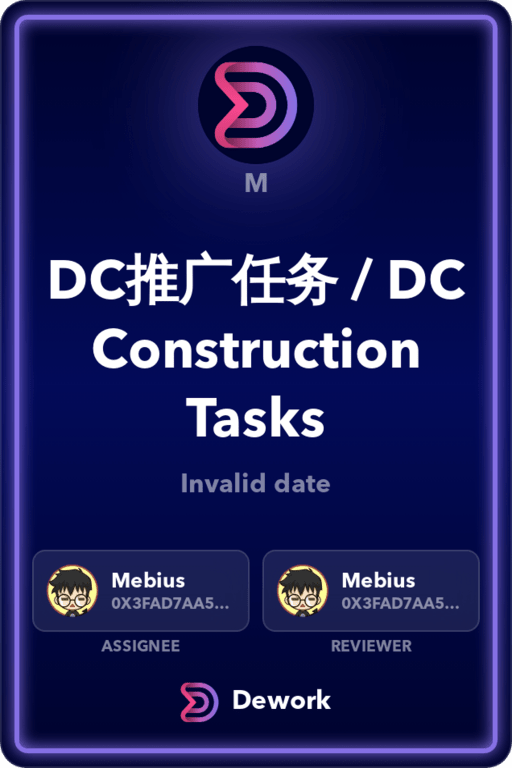 M
DC推广任务 / DC
Construction
Tasks
Invalid date
Mebius
0X3FAD7AA5...
ASSIGNEE
Mebius
0X3FAD7AA5...
REVIEWER
Dework